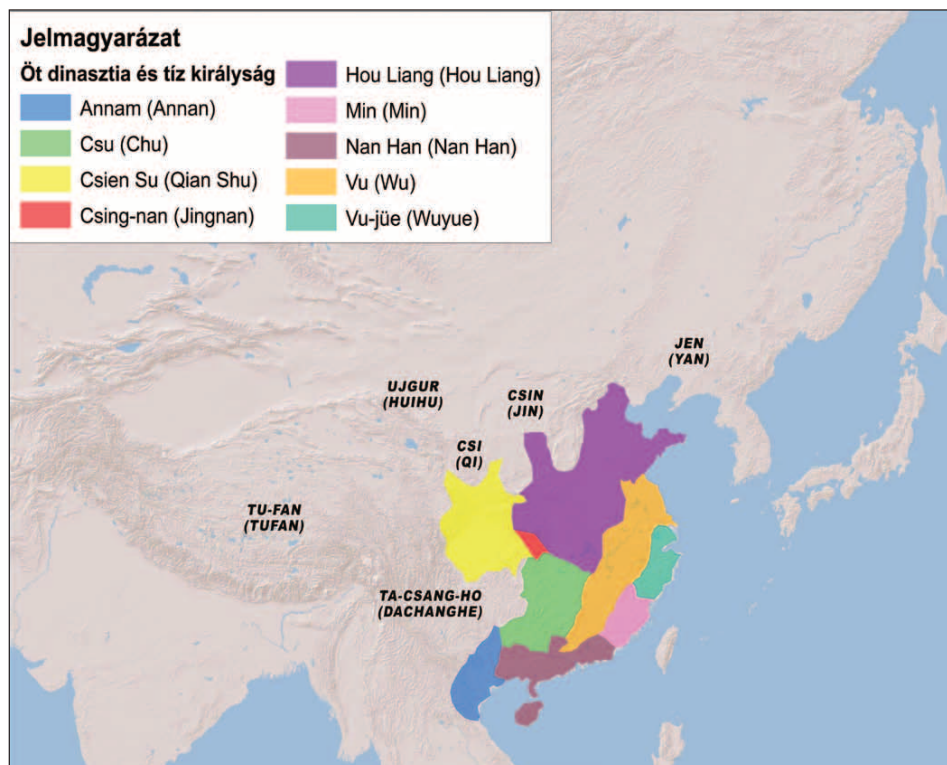 Jelmagyarázat
Öt dinasztia és tíz királyság
Annam (Annan)
Csu (Chu)
Csien Su (Qian Shu)
Csing-nan (Jingnan)
Hou Liang (Hou Liang)
Min (Min)
Nan Han (Nan Han)
Vu (Wu)
Vu-jüe (Wuyue)
JEN
(YAN)
UJGUR
(HUIHU)
CSIN
(JIN)
CSI
(QI)
TU-FAN
(TUFAN)
TA-CSANG-HO
(DACHANGHE)